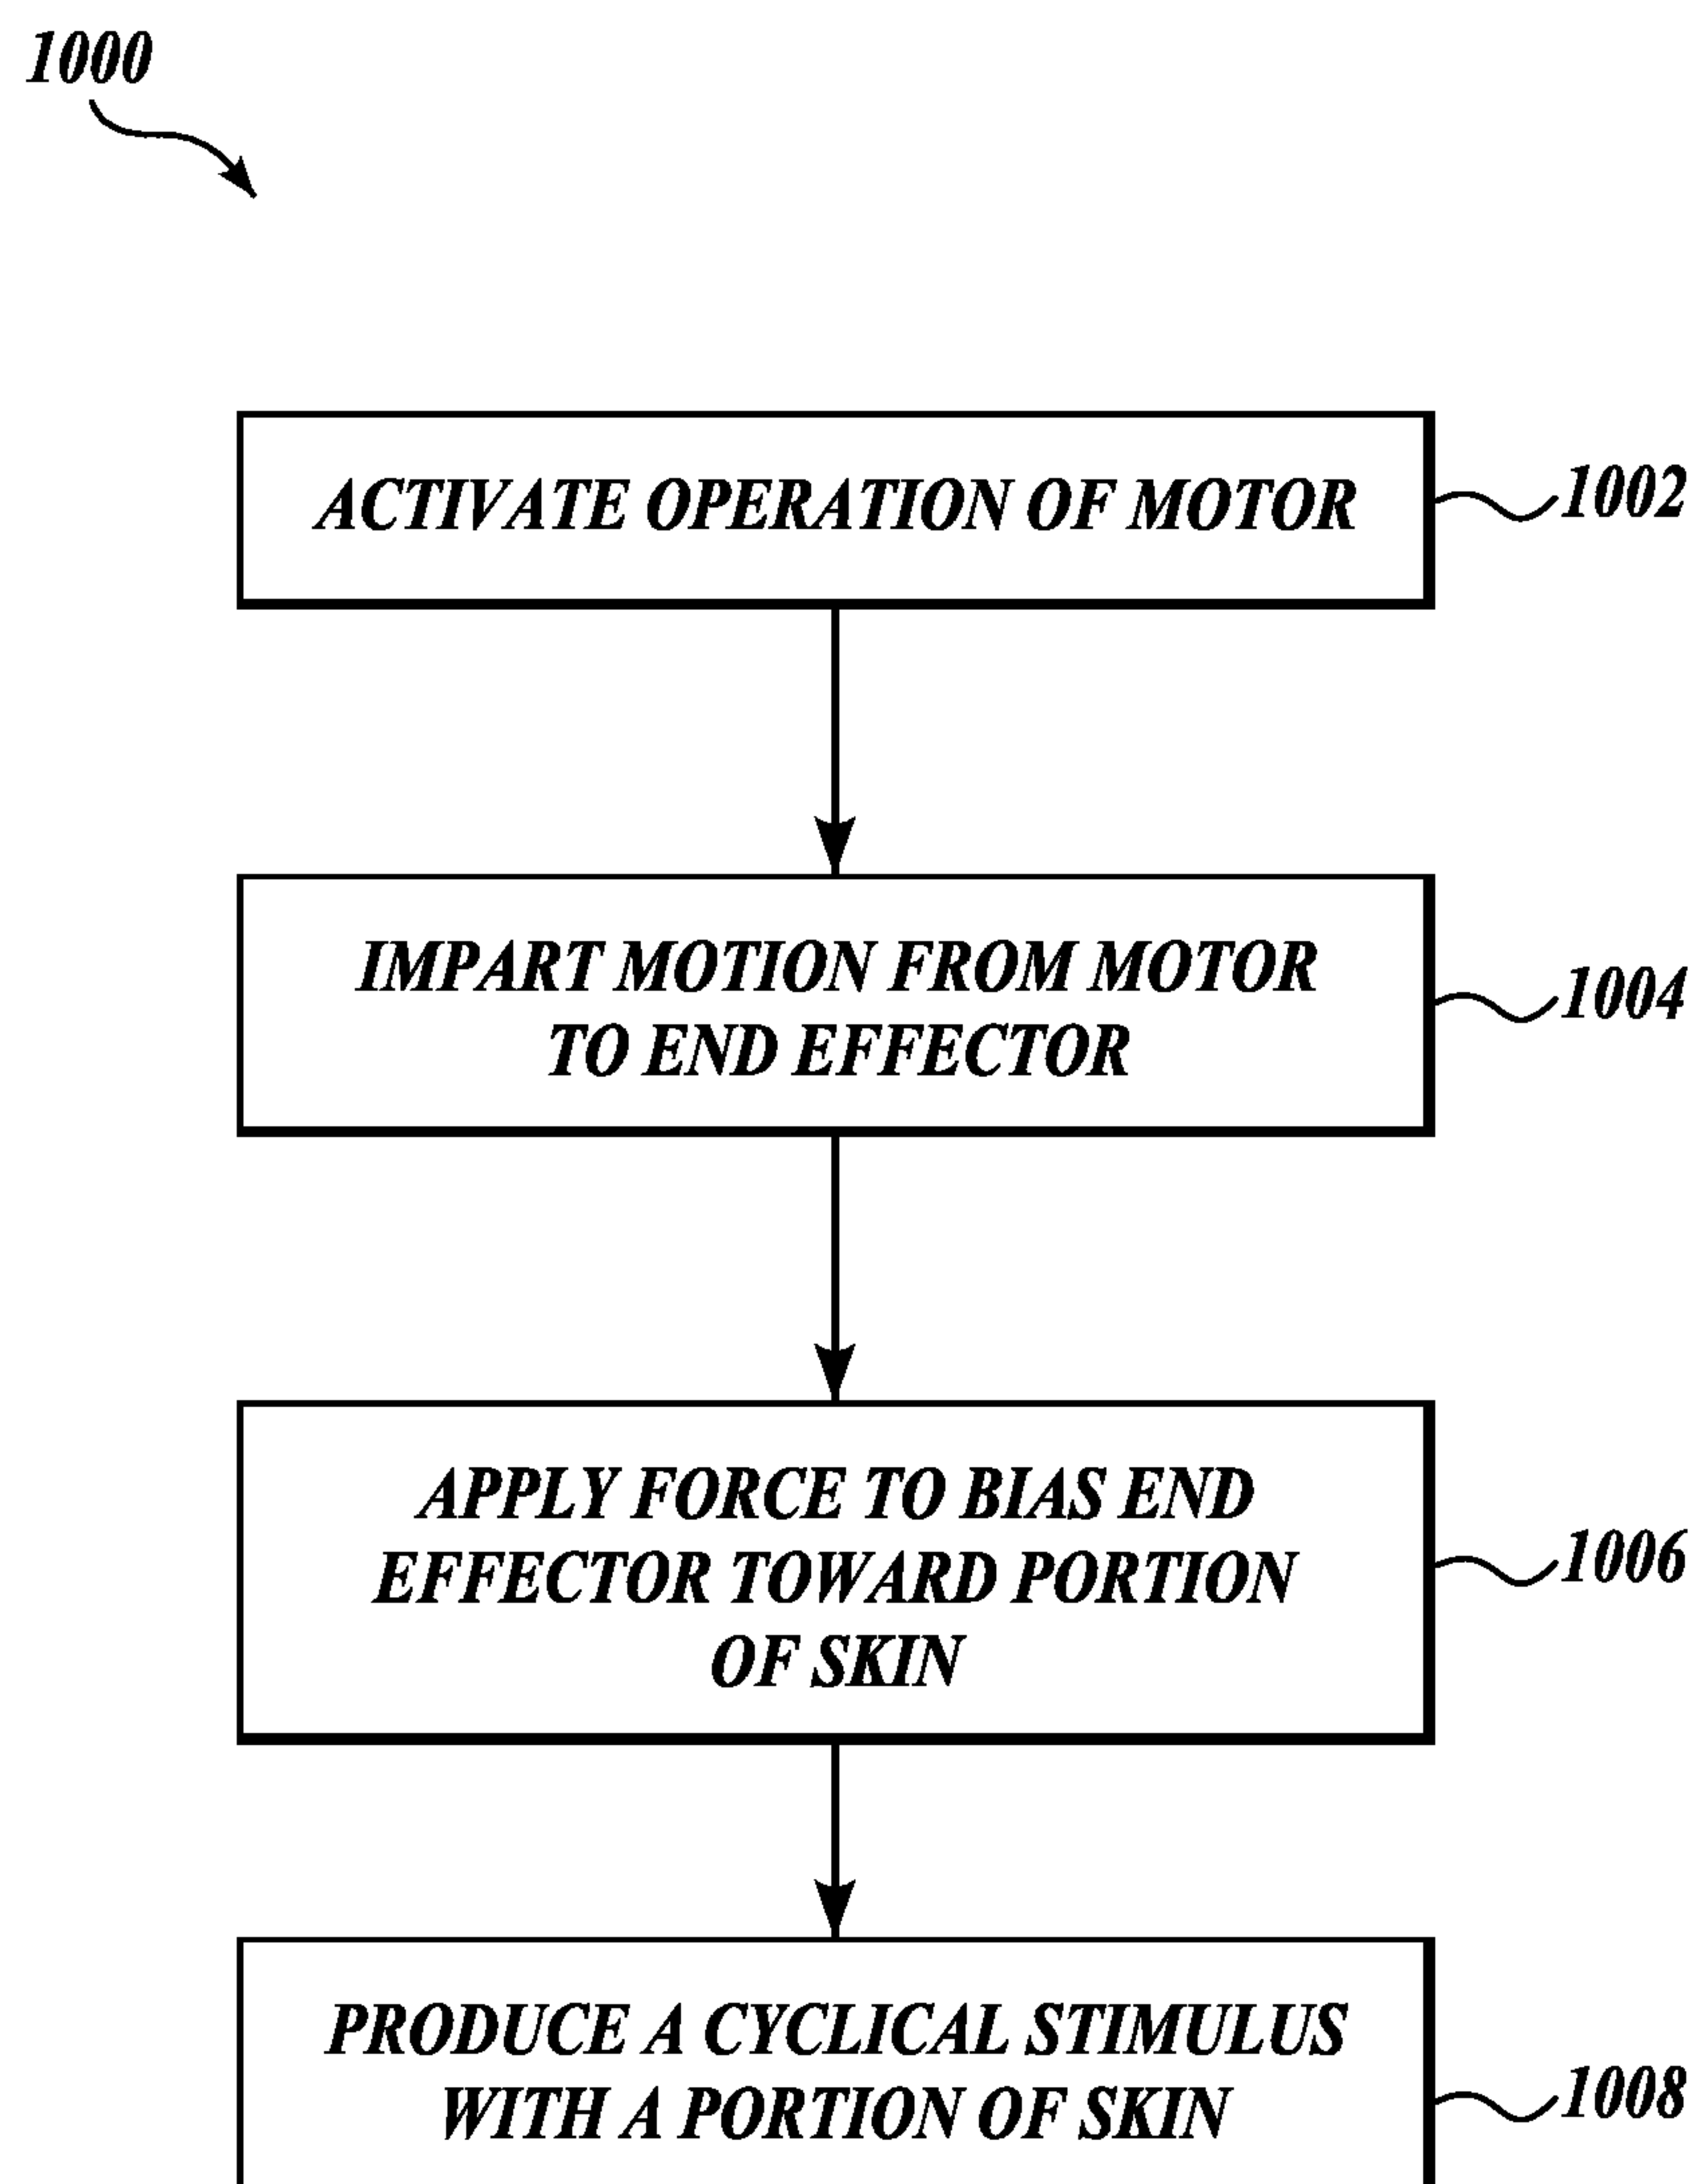 1000
ACTIVATE OPERATION OF MOTOR
1002
IMPART MOTION FROM MOTOR
TO END EFFECTOR
1004
APPLY FORCE TO BIAS END
EFFECTOR TOWARD PORTION
OF SKIN
1006
PRODUCE A CYCLICAL STIMULUS
WITH A PORTION OF SKIN
1008